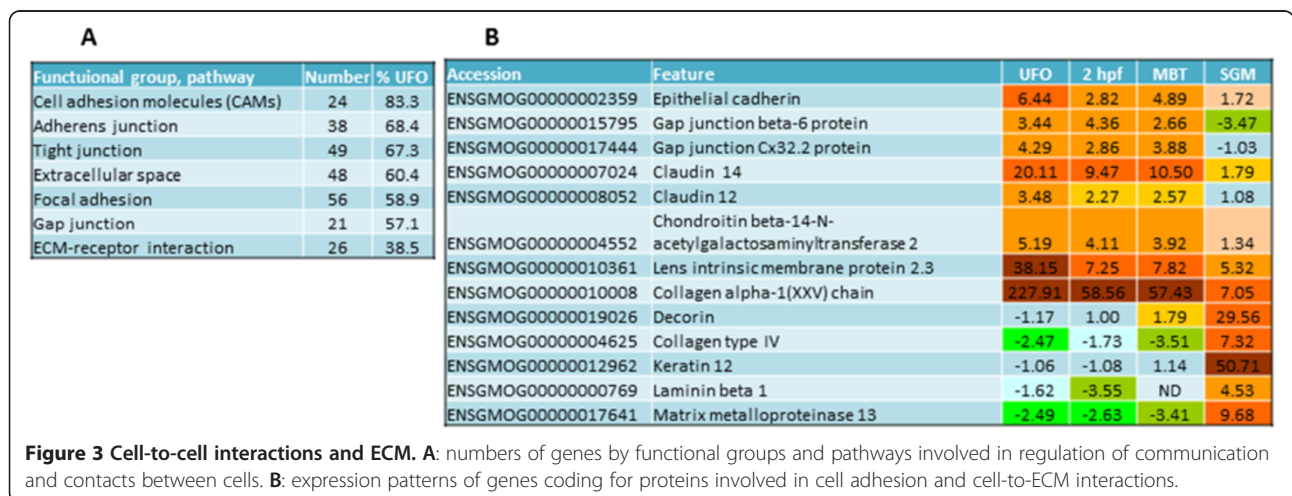 A
Functuional group, pathway Number % UFO
Cell adhesion molecules (CAMs) 24 83.3
Adherens junction 38 68.4
Tight junction 49 67.3
Extracellular space 48 60.4
Focal adhesion 56 58.9
Gap junction 21 57.1
ECM-receptor interaction 26 38.5
B
Accession Feature UFO 2 hpf MBT SGM
ENSGMOG00000002359 Epithelial cadherin 6.44 2.82 4.89 1.72
ENSGMOG00000015795 Gap junction beta-6 protein 3.44 4.36 2.66 -3.47
ENSGMOG00000017444 Gap junction Cx32.2 protein 4.29 2.86 3.88 -1.03
ENSGMOG00000007024 Claudin 14 20.11 9.47 10.50 1.79
ENSGMOG00000008052 Claudin 12 3.48 2.27 2.57 1.08
Chondroitin beta-14-N-
ENSGMOG00000004552 acetylgalactosaminyltransferase 2 5.19 4.11 3.92 1.34
ENSGMOG00000010361 Lens intrinsic membrane protein 2.3 38.15 7.25 7.82 5.32
ENSGMOG00000010008 Collagen alpha-1(XXV) chain 227.91 58.56 57.43 7.05
ENSGMOG00000019026 Decorin -1.17 1.00 1.79 29.56
ENSGMOG00000004625 Collagen type IV -2.47 -1.73 -3.51 7.32
ENSGMOG00000012962 Keratin 12 -1.06 -1.08 1.14 50.71
ENSGMOG00000000769 Laminin beta 1 -1.62 -3.55 ND 4.53
ENSGMOG00000017641 Matrix metalloproteinase 13 -2.49 -2.63 -3.41 9.68
Figure 3 Cell-to-cell interactions and ECM. A: numbers of genes by functional groups and pathways involved in regulation of communication
and contacts between cells. B: expression patterns of genes coding for proteins involved in cell adhesion and cell-to-ECM interactions.